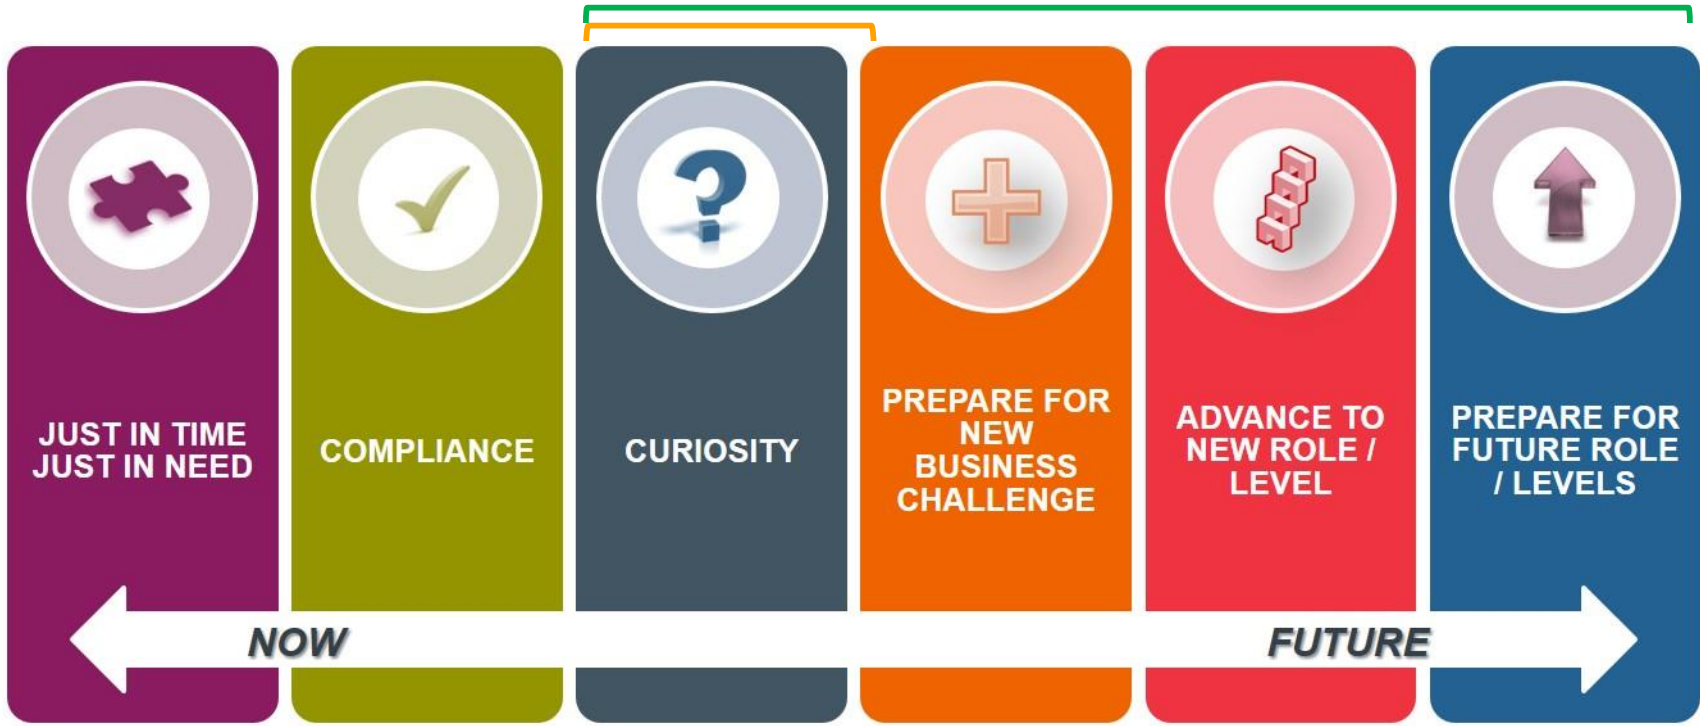 JUST IN TIME
JUST IN NEED
COMPLIANCE
CURIOSITY
PREPARE FOR
NEW
BUSINESS
CHALLENGE
ADVANCE TO
NEW ROLE /
LEVEL
PREPARE FOR
FUTURE ROLE
/ LEVELS
NOW
FUTURE